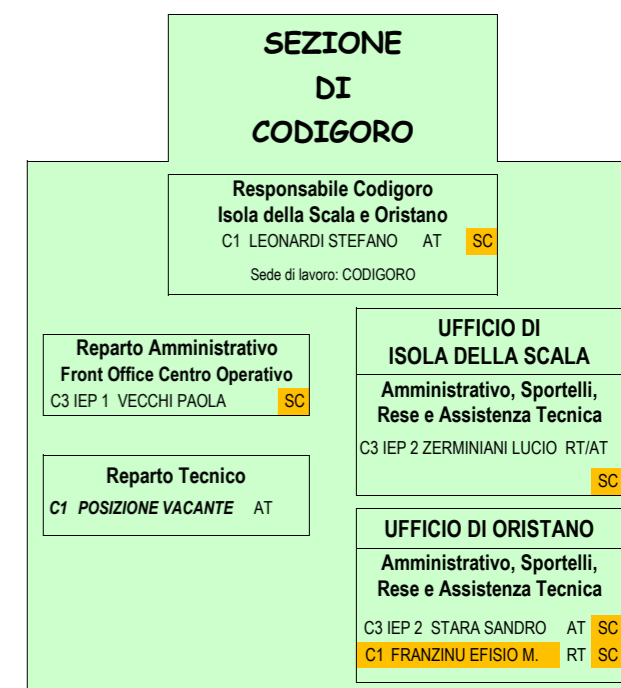 SEZIONE
DI
CODIGORO
Responsabile Codigoro
Isola della Scala e Oristano
C1 LEONARDI STEFANO AT SC
Sede di lavoro: CODIGORO
Reparto Amministrativo
Front Office Centro Operativo
C3 IEP 1 VECCHI PAOLA SC
Reparto Tecnico
C1 POSIZIONE VACANTE AT
UFFICIO DI
ISOLA DELLA SCALA
Amministrativo, Sportelli,
Rese e Assistenza Tecnica
C3 IEP 2 ZERMINIANI LUCIO RT/AT
SC
UFFICIO DI ORISTANO
Amministrativo, Sportelli,
Rese e Assistenza Tecnica
C3 IEP 2 STARA SANDRO AT SC
C1 FRANZINU EFISIO M. RT SC